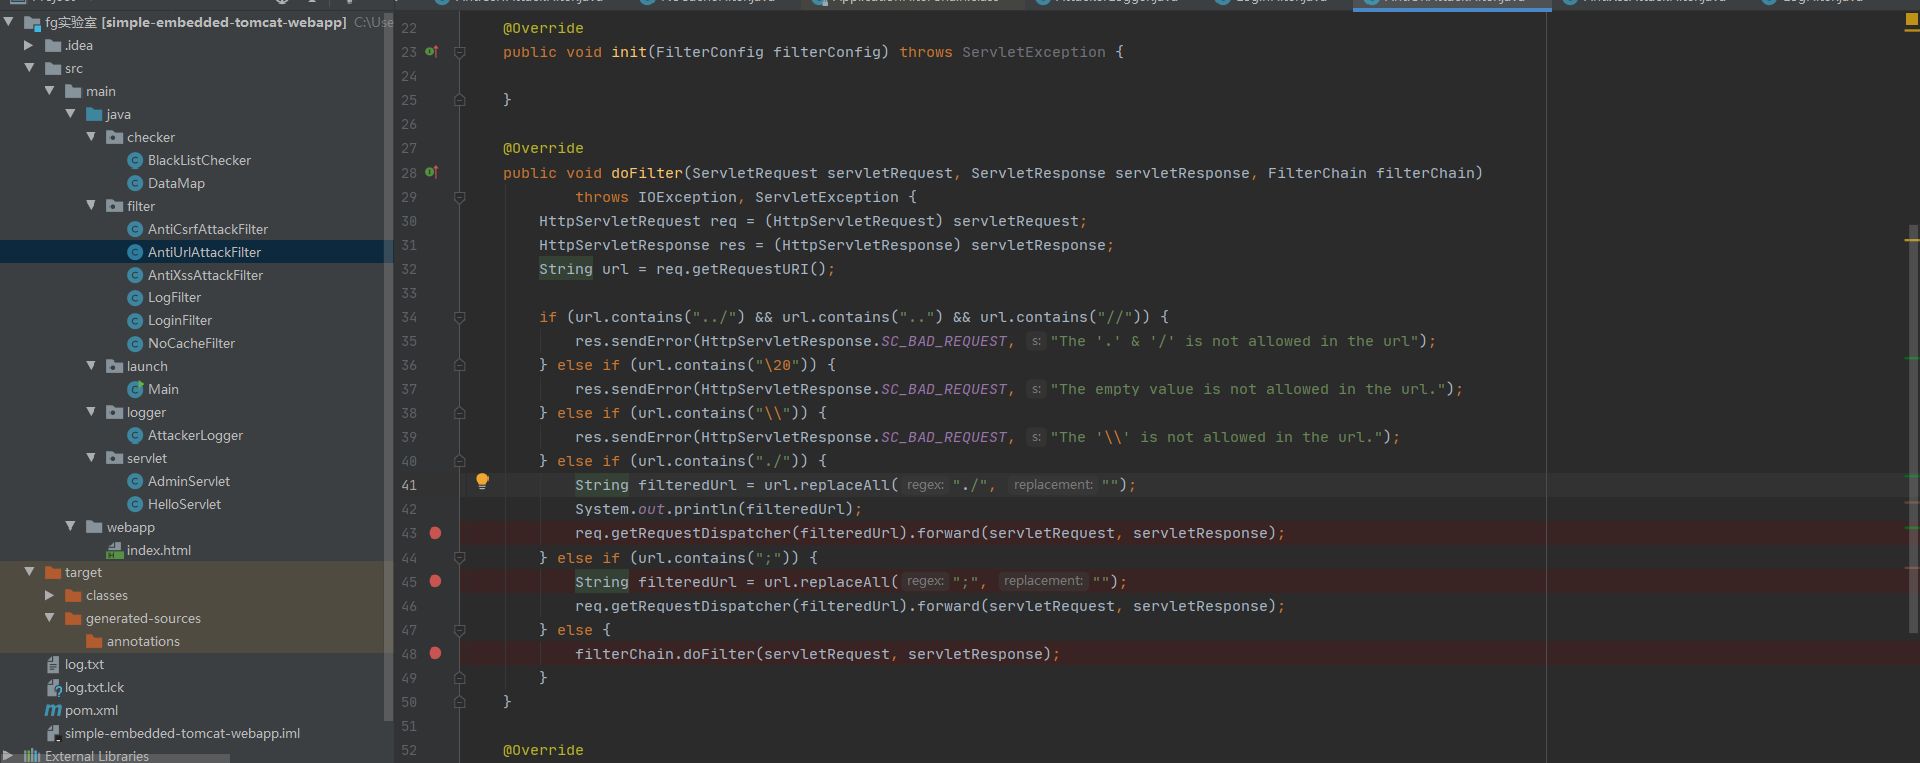 fg实验室 [simple-embedded-tomcat-webapp] C:\Use
.idea
src
main
java
checker
BlackListChecker
DataMap
filter
AntiCsrfAttackFilter
AntiUrlAttackFilter
AntiXssAttackFilter
LogFilter
LoginFilter
NoCacheFilter
launch
Main
logger
AttackerLogger
servlet
AdminServlet
HelloServlet
webapp
index.html
target
classes
generated-sources
annotations
log.txt
log.txt.lck
pom.xml
simple-embedded-tomcat-webapp.iml
External Libraries
22 @Override
23 public void init(FilterConfig filterConfig) throws ServletException {
24
25 }
26
27 @Override
28 public void doFilter(ServletRequest servletRequest, ServletResponse servletResponse, FilterChain filterChain)
29 throws IOException, ServletException {
30 HttpServletRequest req = (HttpServletRequest) servletRequest;
31 HttpServletResponse res = (HttpServletResponse) servletResponse;
32 String url = req.getRequestURI();
33
34 if (url.contains("../") && url.contains("..") && url.contains("//")) {
35 res.sendError(HttpServletResponse.SC_BAD_REQUEST, s: "The '.' & '/' is not allowed in the url");
36 } else if (url.contains("\20")) {
37 res.sendError(HttpServletResponse.SC_BAD_REQUEST, s: "The empty value is not allowed in the url.");
38 } else if (url.contains("\\")) {
39 res.sendError(HttpServletResponse.SC_BAD_REQUEST, s: "The '\\' is not allowed in the url.");
40 } else if (url.contains("./")) {
41 String filteredUrl = url.replaceAll( regex: "./", replacement: "");
42 System.out.println(filteredUrl);
43 req.getRequestDispatcher(filteredUrl).forward(servletRequest, servletResponse);
44 } else if (url.contains(";")) {
45 String filteredUrl = url.replaceAll( regex: ";", replacement: "");
46 req.getRequestDispatcher(filteredUrl).forward(servletRequest, servletResponse);
47 } else {
48 filterChain.doFilter(servletRequest, servletResponse);
49 }
50 }
51
52 @Override